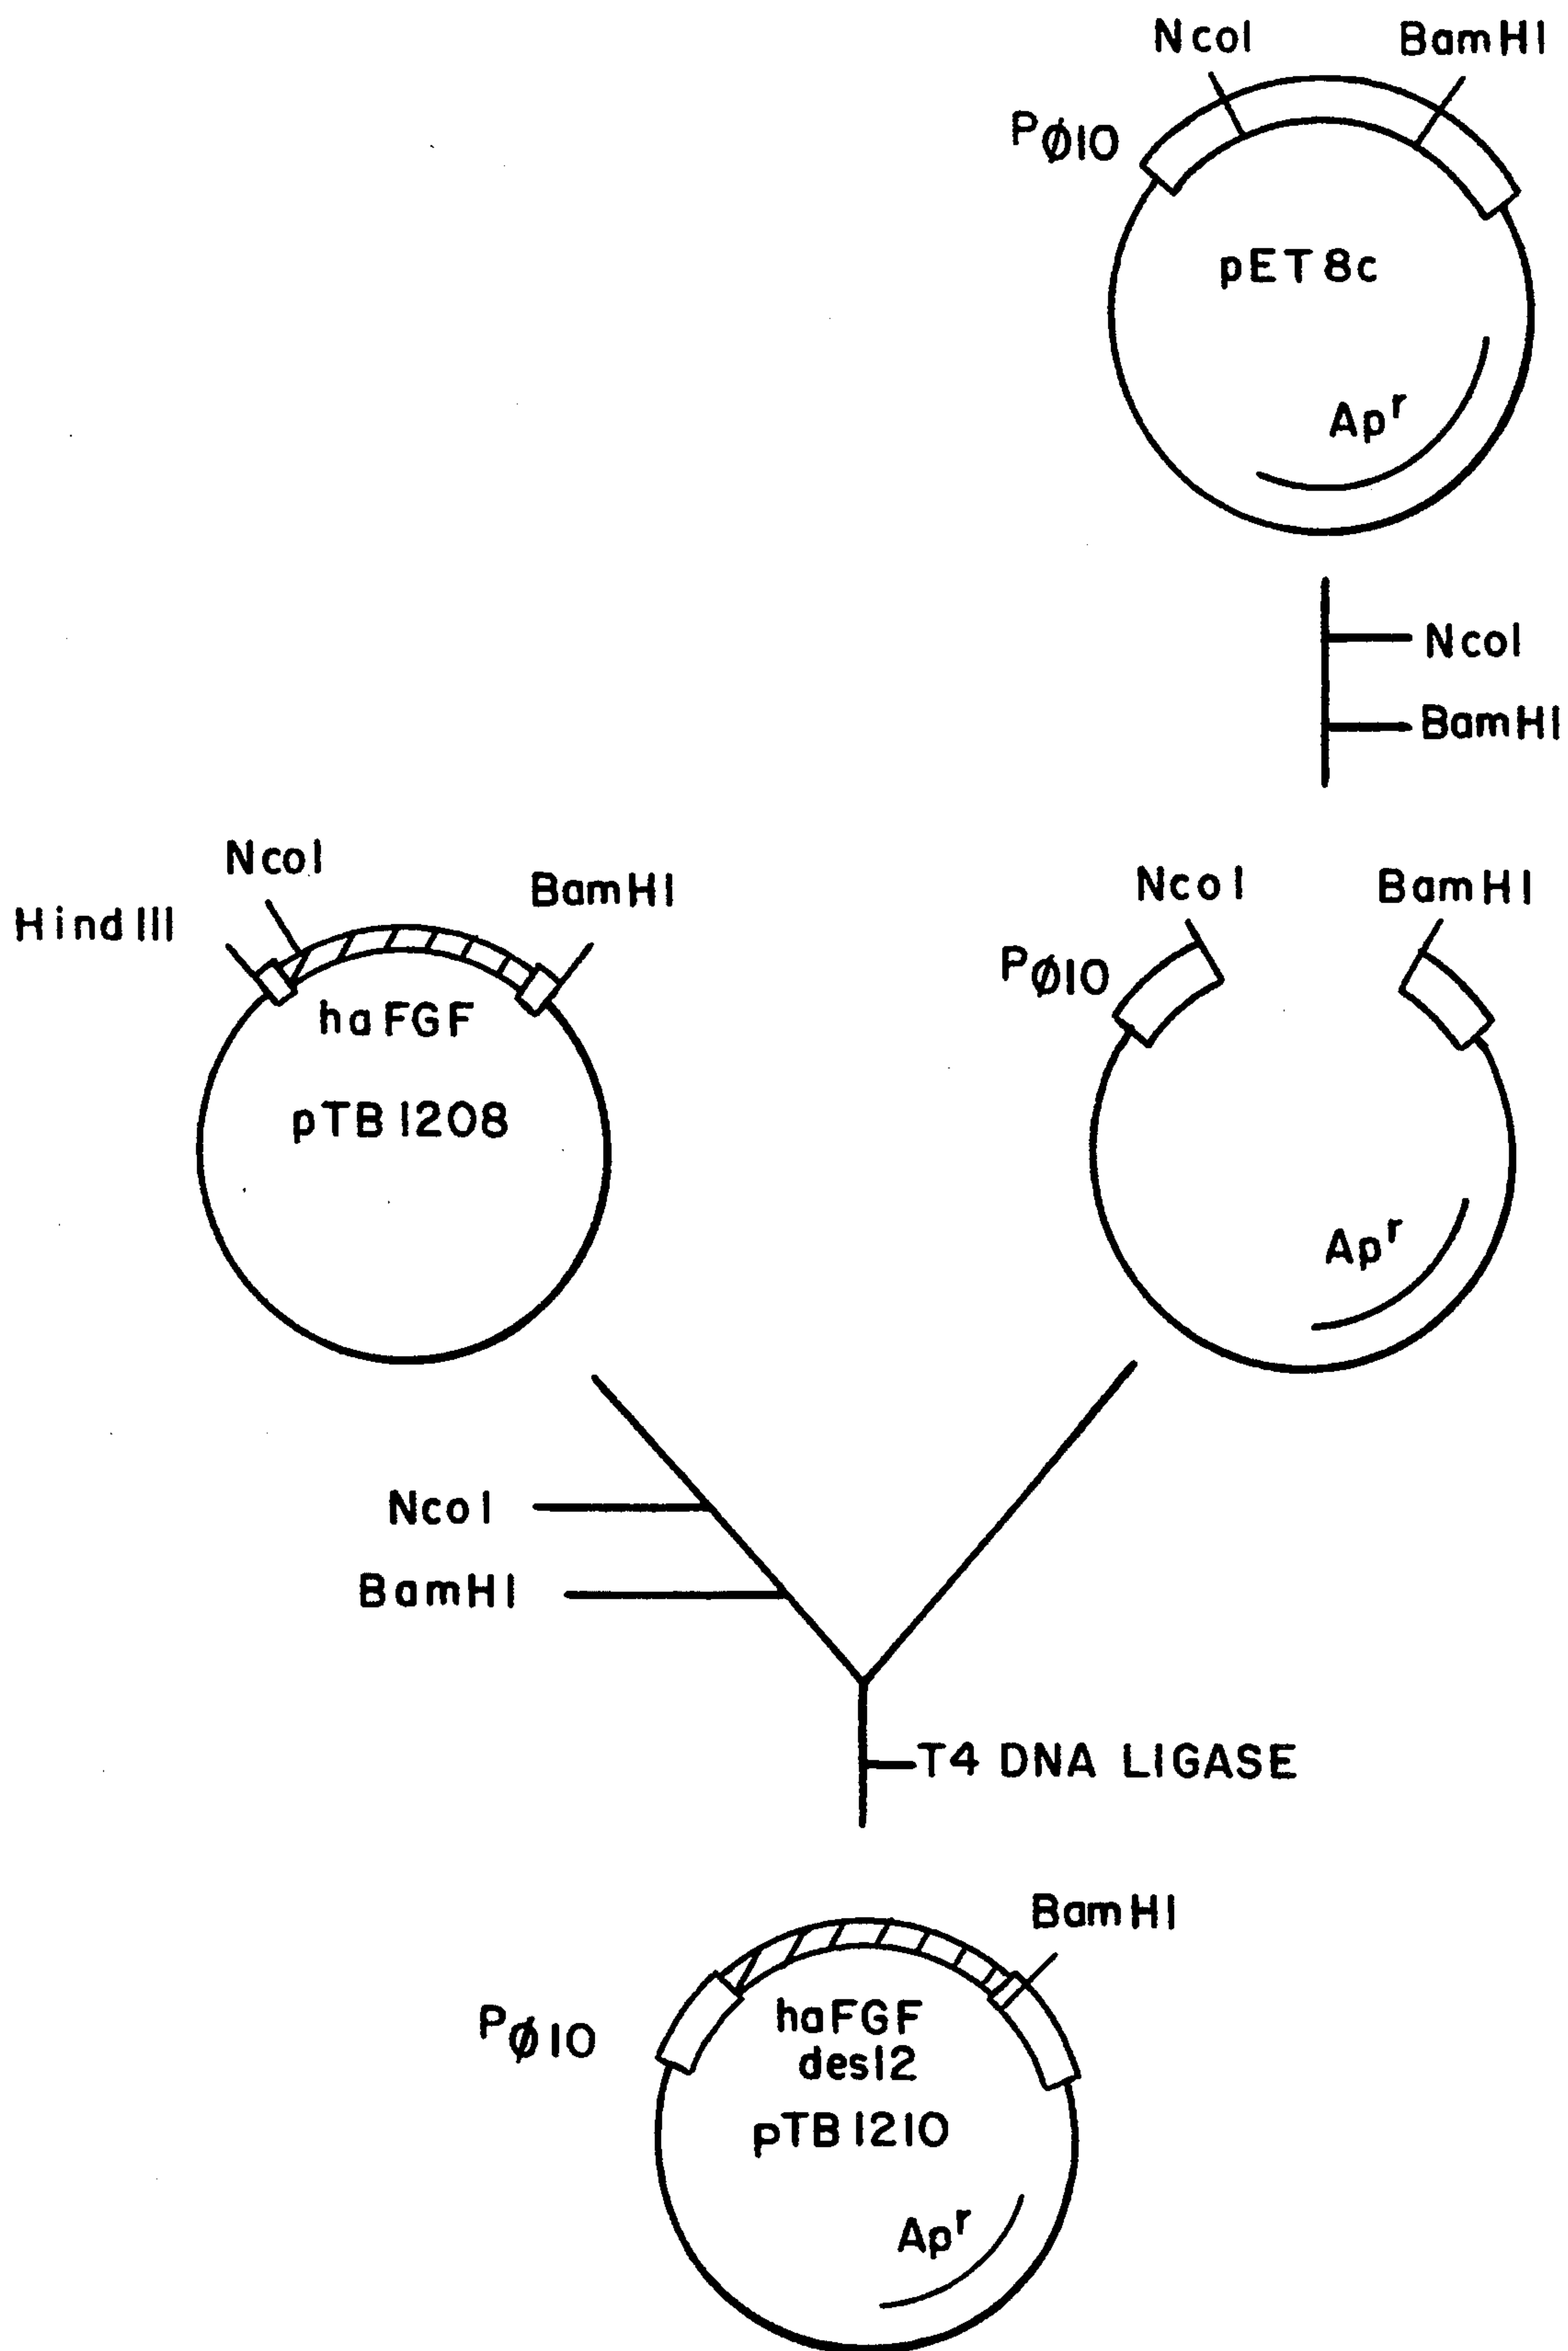 NcoI BamHI
Pø10
pET8c
Apr
NcoI
BamHI
NcoI
HindIII
BamHI
haFGF
pTB1208
NcoI BamHI
Pø10
Apr
NcoI
BamHI
T4 DNA LIGASE
BamHI
Pø10
haFGF
des12
pTB1210
Apr